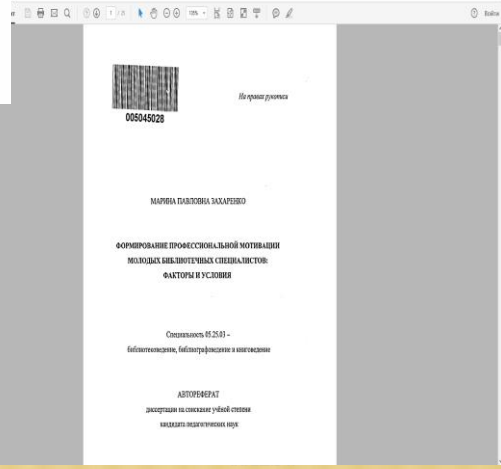 Войти
005045028
На правах рукописи
МАРИНА ПАВЛОВНА ЗАХАРЕНКО
ФОРМИРОВАНИЕ ПРОФЕССИОНАЛЬНОЙ МОТИВАЦИИ
МОЛОДЫХ БИБЛИОТЕЧНЫХ СПЕЦИАЛИСТОВ:
ФАКТОРЫ И УСЛОВИЯ
Специальность 05.25.03 –
библиотековедение, библиографоведение и книговедение
АВТОРЕФЕРАТ
диссертации на соискание учёной степени
кандидата педагогических наук